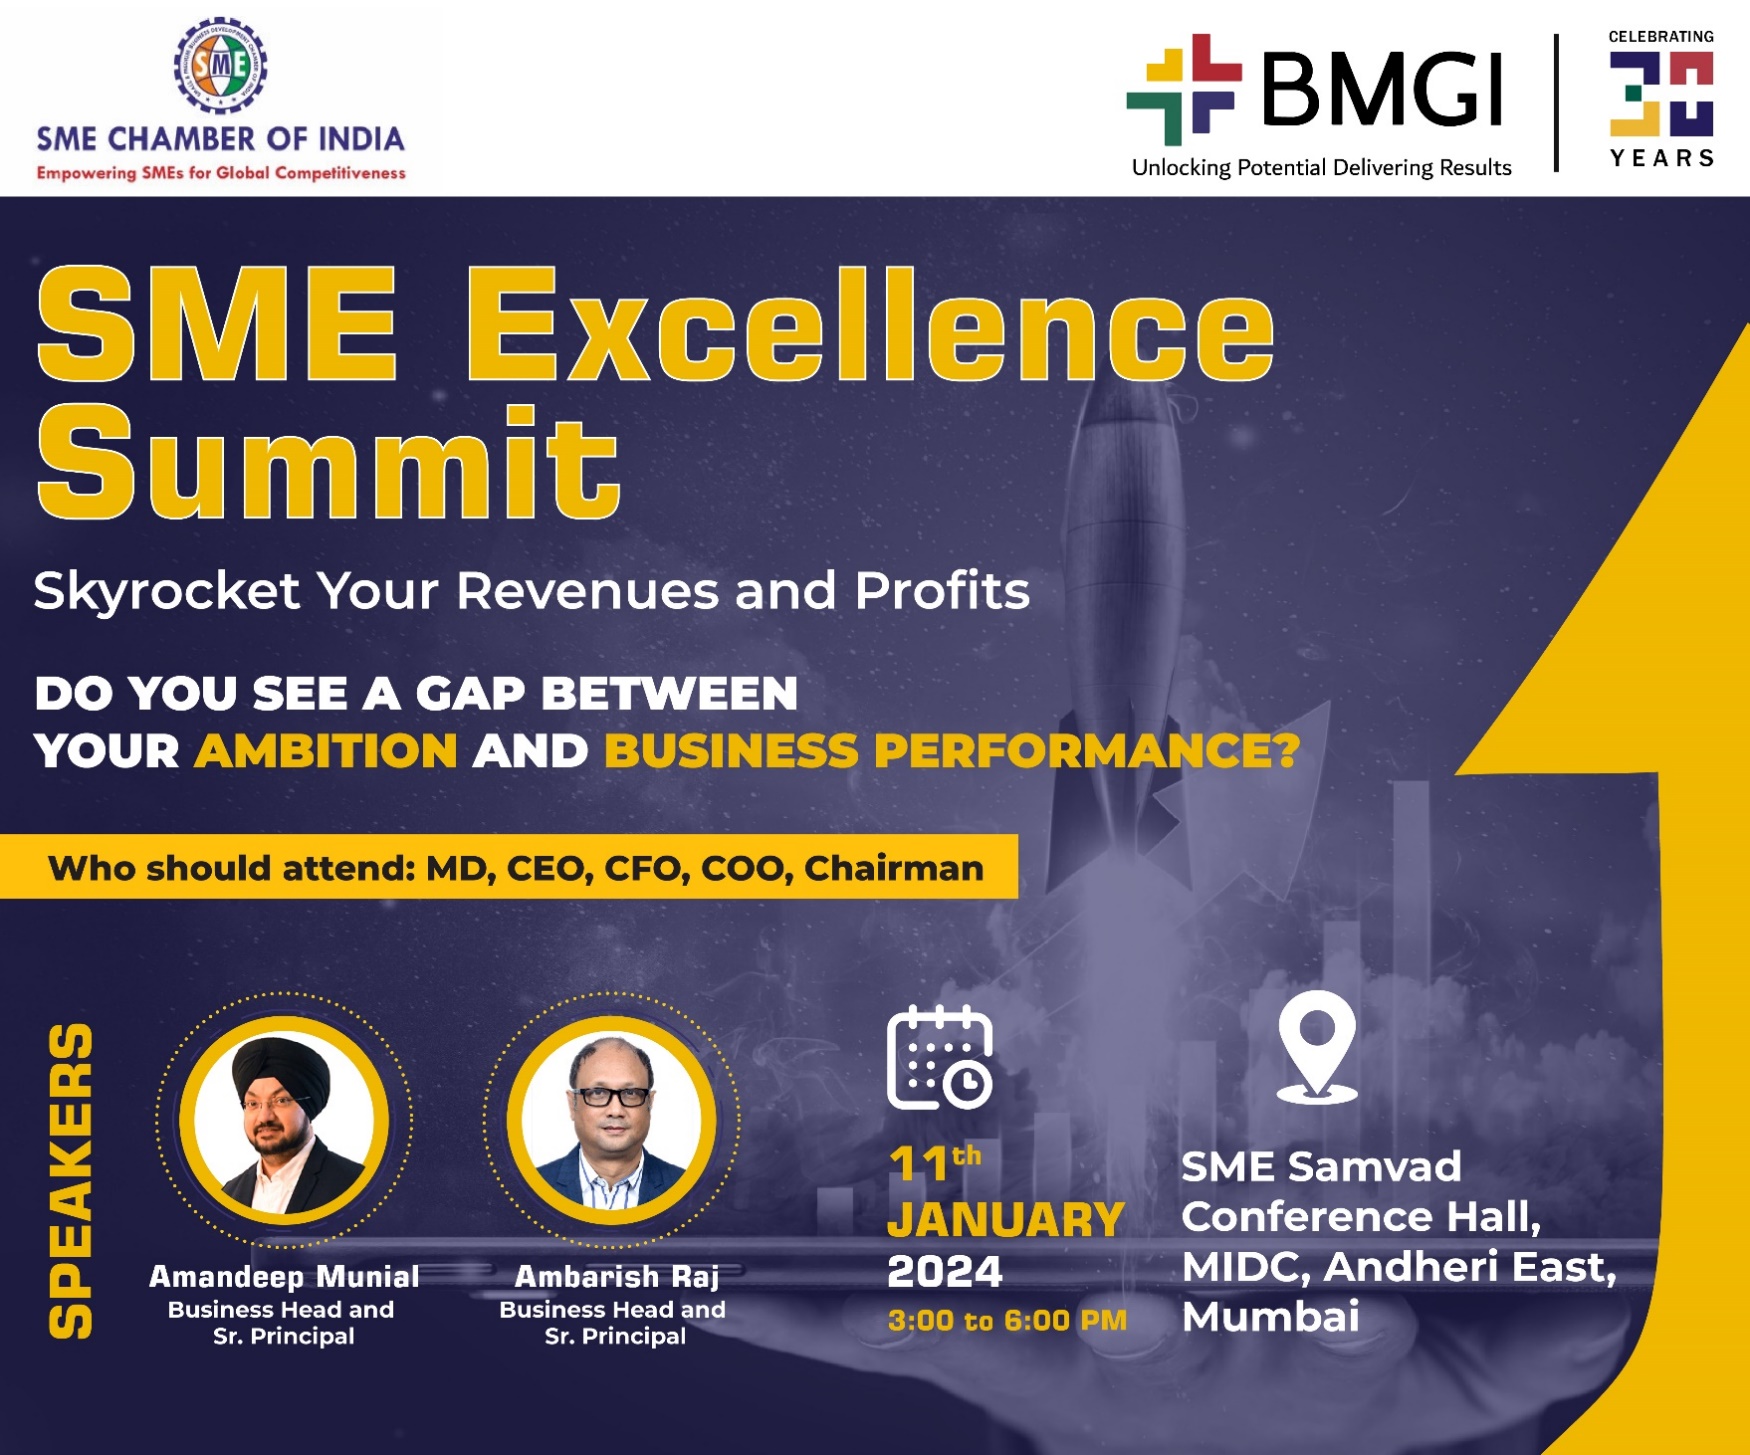 SME
SME CHAMBER OF INDIA
Empowering SMEs for Global Competitiveness
BMGI
Unlocking Potential Delivering Results
CELEBRATING
30
YEARS
SME Excellence
Summit
Skyrocket Your Revenues and Profits
DO YOU SEE A GAP BETWEEN
YOUR AMBITION AND BUSINESS PERFORMANCE?
Who should attend: MD, CEO, CFO, COO, Chairman
SPEAKERS
Amandeep Munial
Business Head and
Sr. Principal
Ambarish Raj
Business Head and
Sr. Principal
11th
JANUARY
2024
3:00 to 6:00 PM
SME Samvad
Conference Hall,
MIDC, Andheri East,
Mumbai